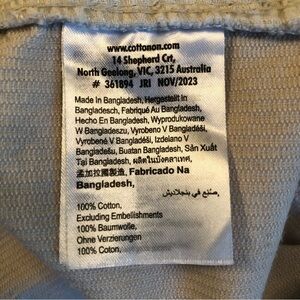 www.cottonon.com
14 Shepherd Crt,
North Geelong, VIC, 3215 Australia
# 361894 JRI NOV/2023
Made in Bangladesh, Hergestellt in
Bangladesch, Fabriqué Au Bangladesh,
Hecho En Bangladesh, Wyprodukowane
W Bangladeszu, Vyrobeno V Bangladéši,
Vyrobené V Bangladéši, Izdelano V
Bangladešu, Buatan Bangladesh, Sản Xuất
Tại Bangladesh, ผลิตในบังคลาเทศ,
孟加拉國製造, Fabricado Na
Bangladesh, صنع في بنجلاديش.
100% Cotton,
Excluding Embellishments
100% Baumwolle,
Ohne Verzierungen
100% Coton,